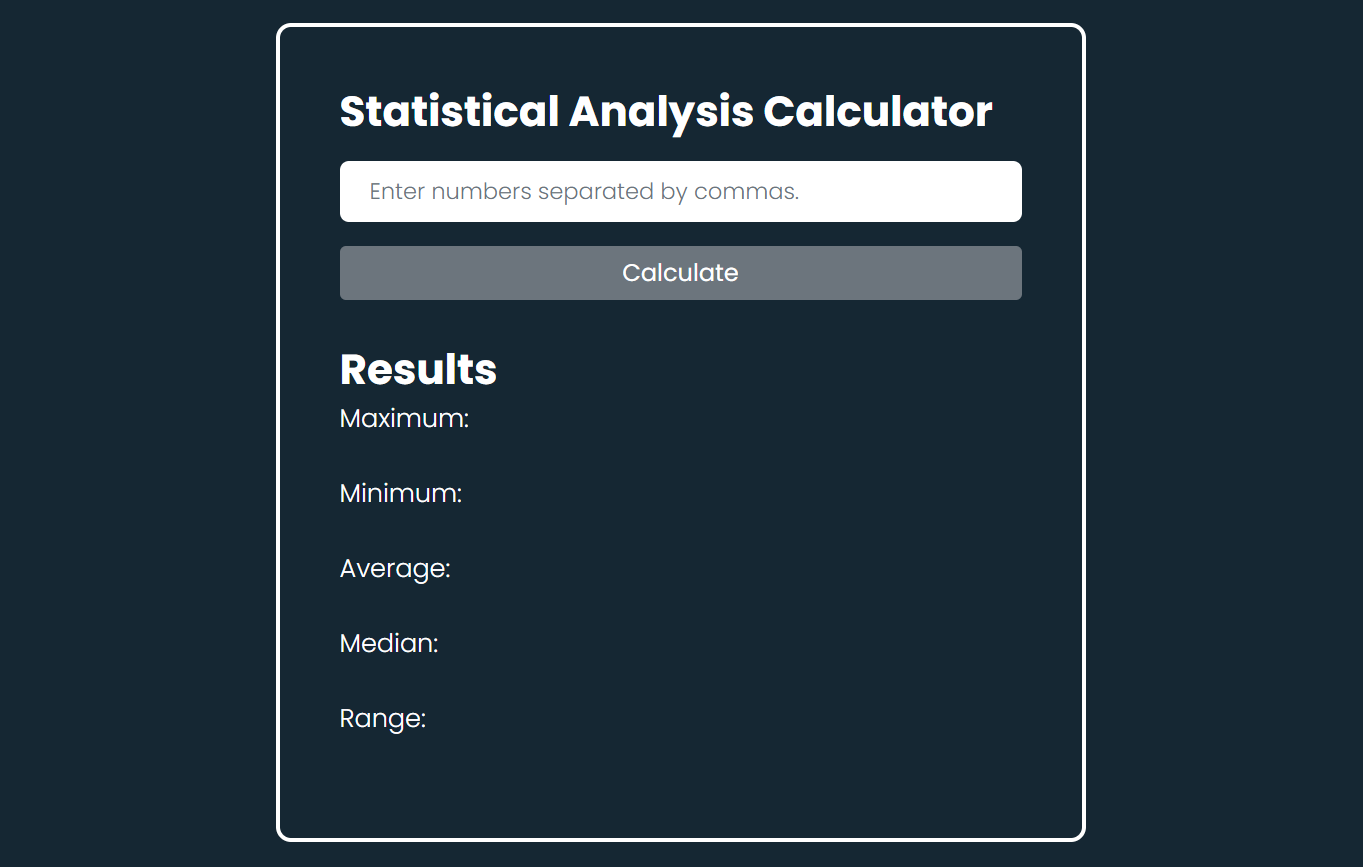 Statistical Analysis Calculator
Enter numbers separated by commas.
Calculate
Results
Maximum:
Minimum:
Average:
Median:
Range: